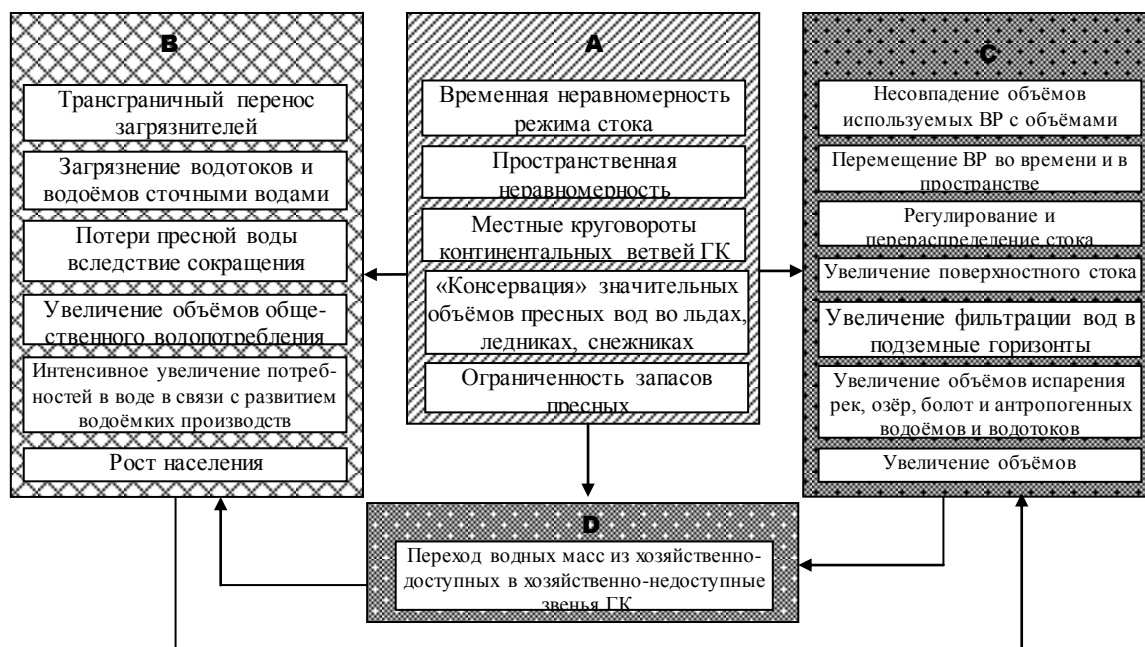 B
Трансграничный перенос
загрязнителей
Загрязнение водотоков и
водоёмов сточными водами
Потери пресной воды
вследствие сокращения
Увеличение объёмов обще-
ственного водопотребления
Интенсивное увеличение потреб-
ностей в воде в связи с развитием
водоёмких производств
Рост населения
A
Временная неравномерность
режима стока
Пространственная
неравномерность
Местные круговороты
континентальных ветвей ГК
«Консервация» значительных
объёмов пресных вод во льдах,
ледниках, снежниках
Ограниченность запасов
пресных
C
Несовпадение объёмов
используемых ВР с объёмами
Перемещение ВР во времени и в
пространстве
Регулирование и
перераспределение стока
Увеличение поверхностного стока
Увеличение фильтрации вод в
подземные горизонты
Увеличение объёмов испарения
рек, озёр, болот и антропогенных
водоёмов и водотоков
Увеличение объёмов
D
Переход водных масс из хозяйственно-
доступных в хозяйственно-недоступные
звенья ГК